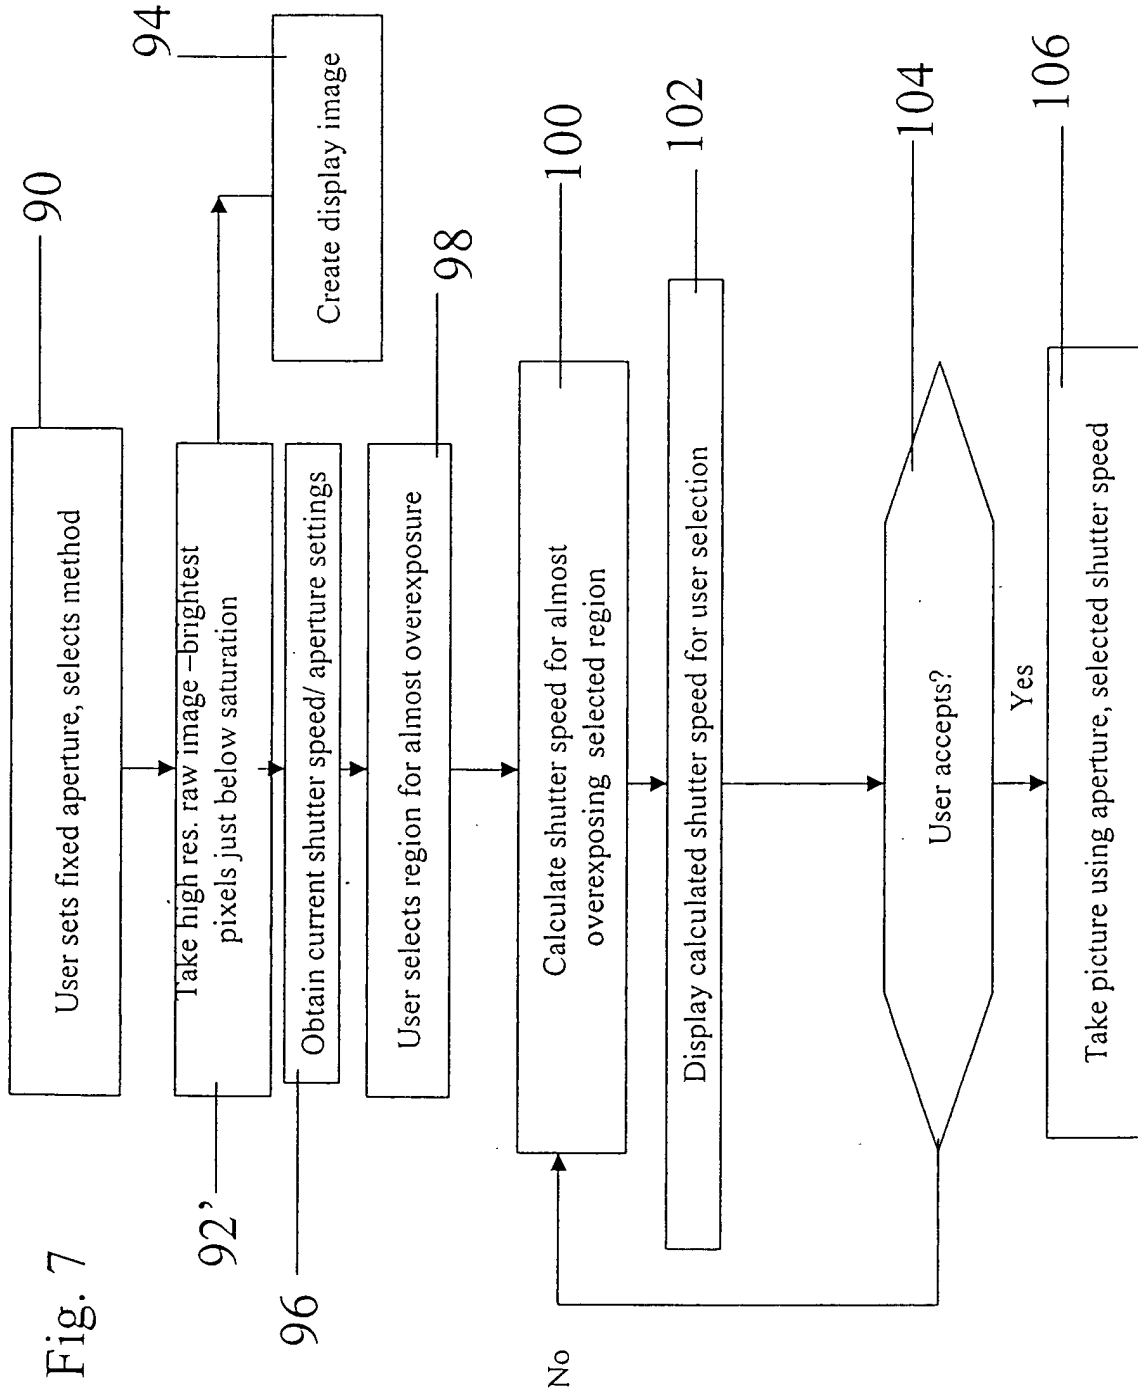 Fig. 7
90
User sets fixed aperture, selects method
92’
Take high res. raw image –brightest
pixels just below saturation
94
Create display image
96
Obtain current shutter speed/ aperture settings
98
User selects region for almost overexposure
100
Calculate shutter speed for almost
overexposing selected region
102
Display calculated shutter speed for user selection
104
User accepts?
No
Yes
106
Take picture using aperture, selected shutter speed